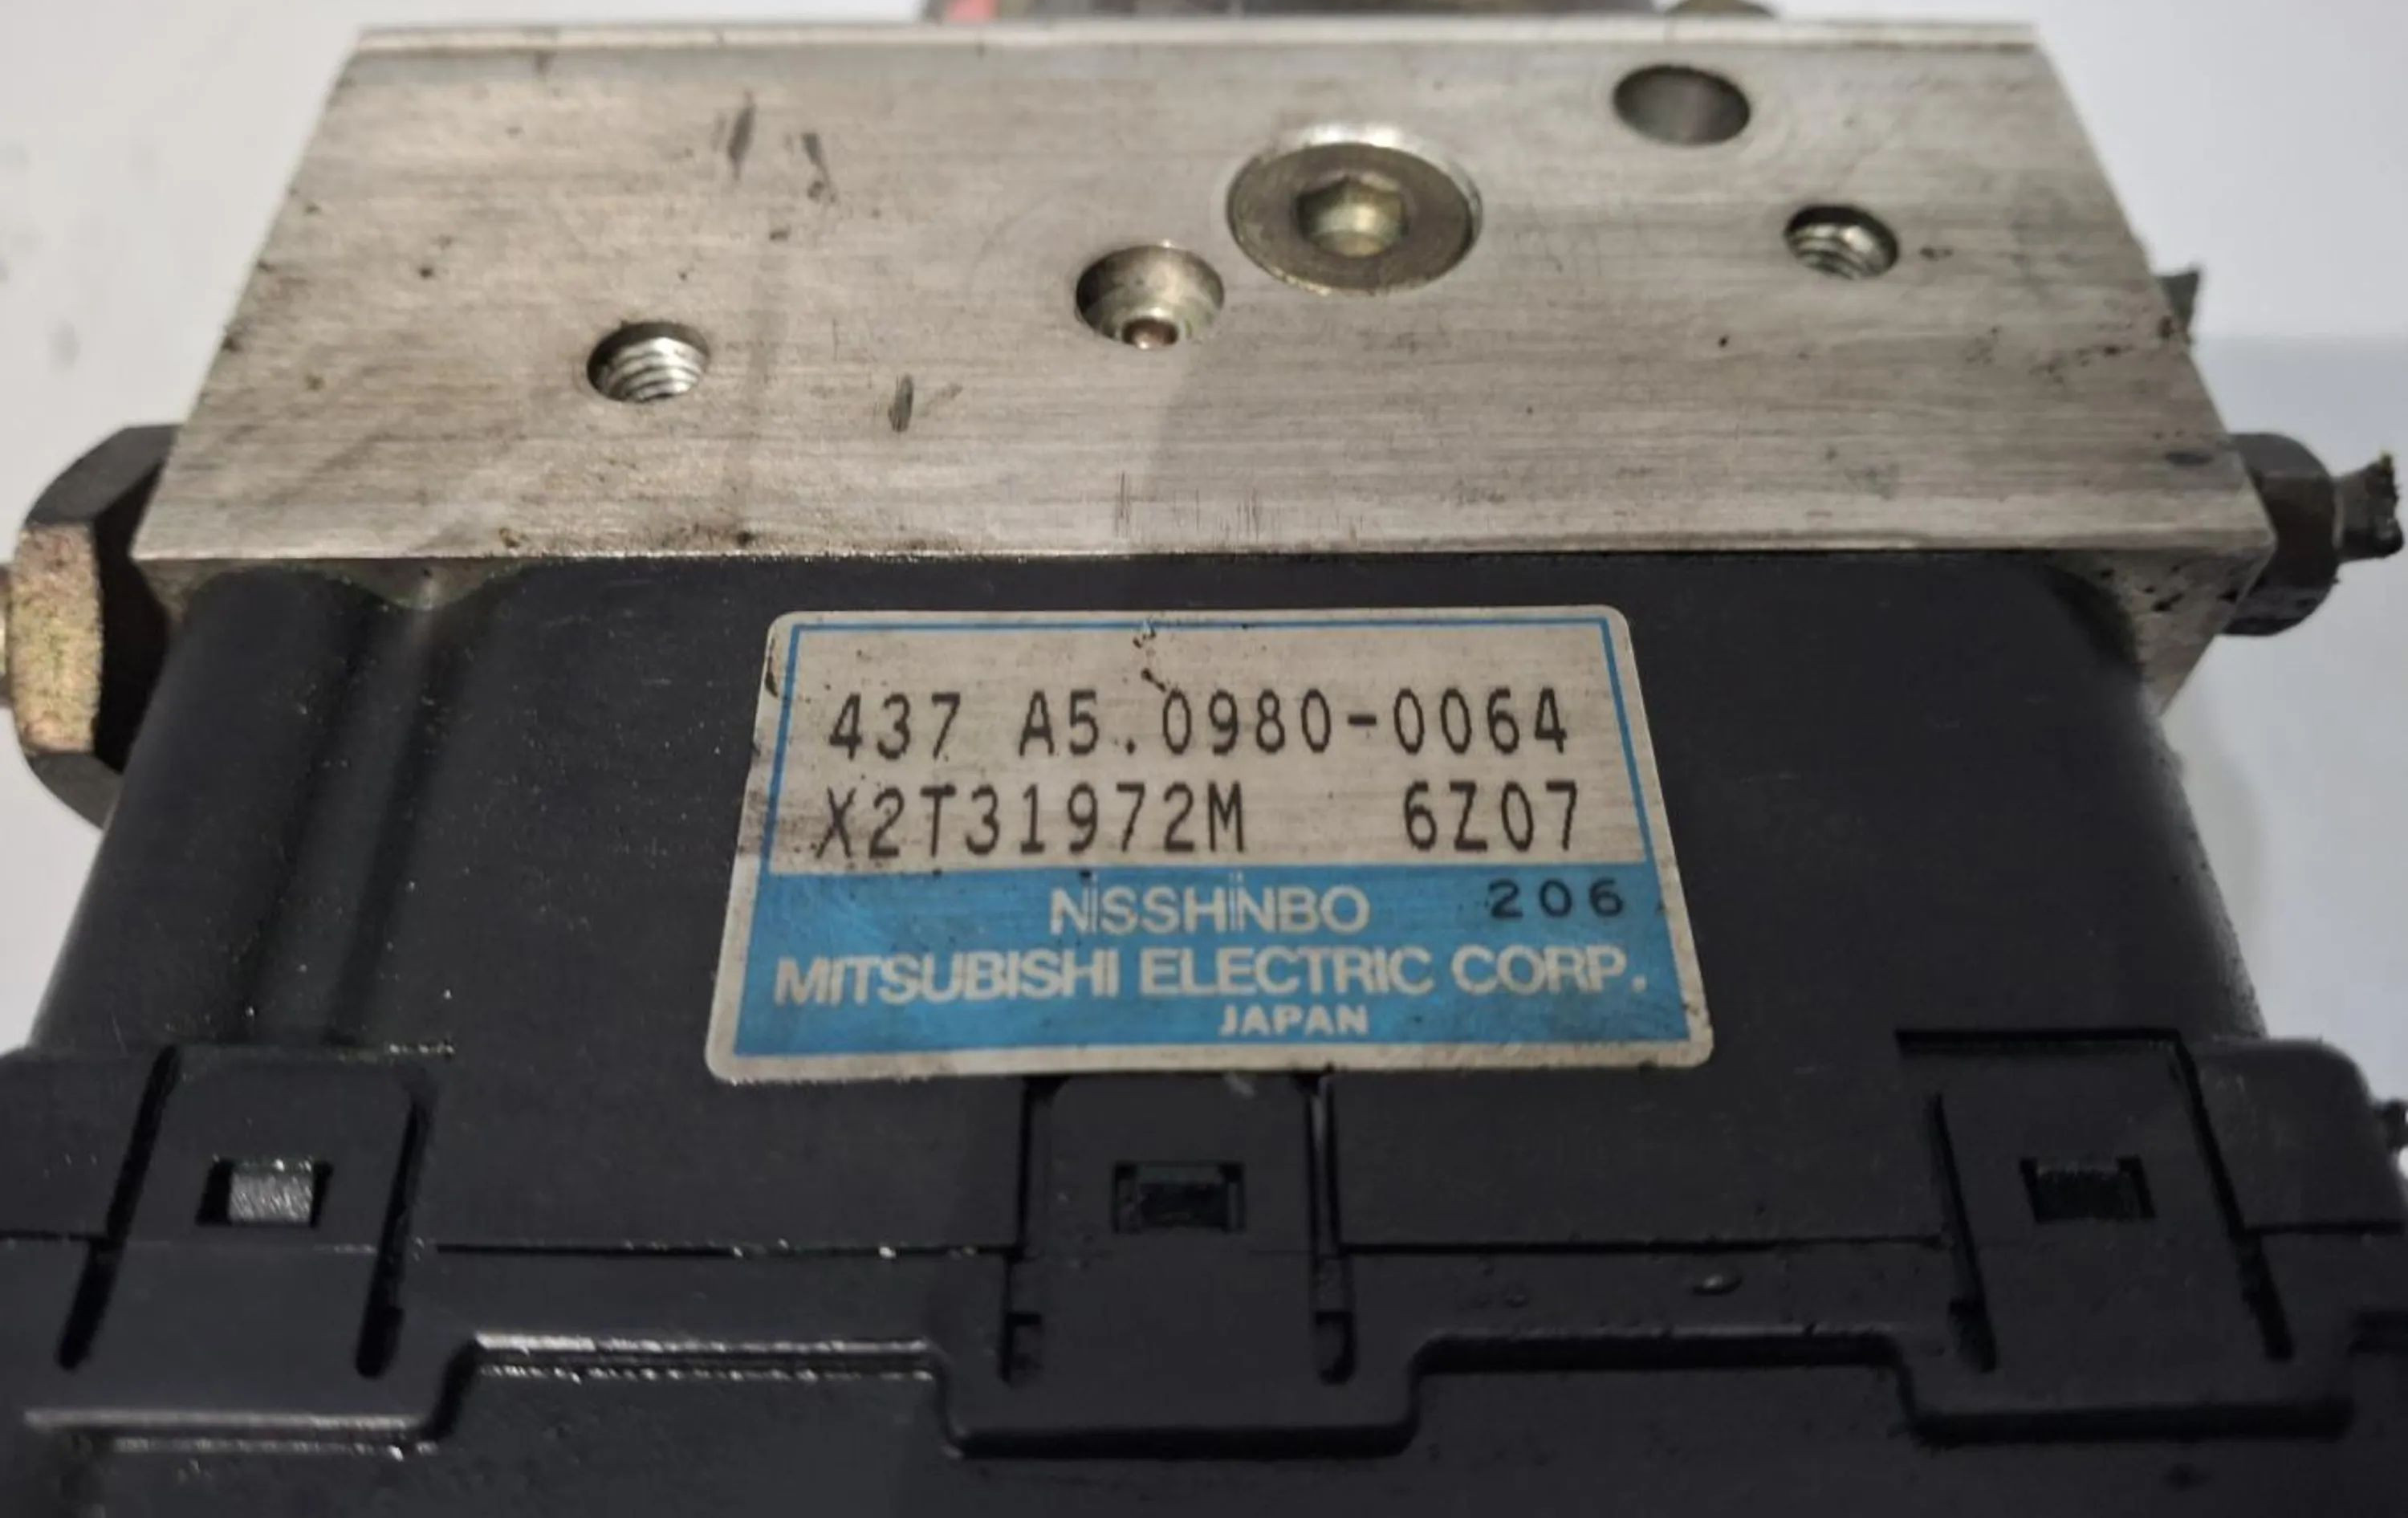 437 A5.0980-0064
X2T31972M 6Z07
NISSHINBO 206
MITSUBISHI ELECTRIC CORP.
JAPAN